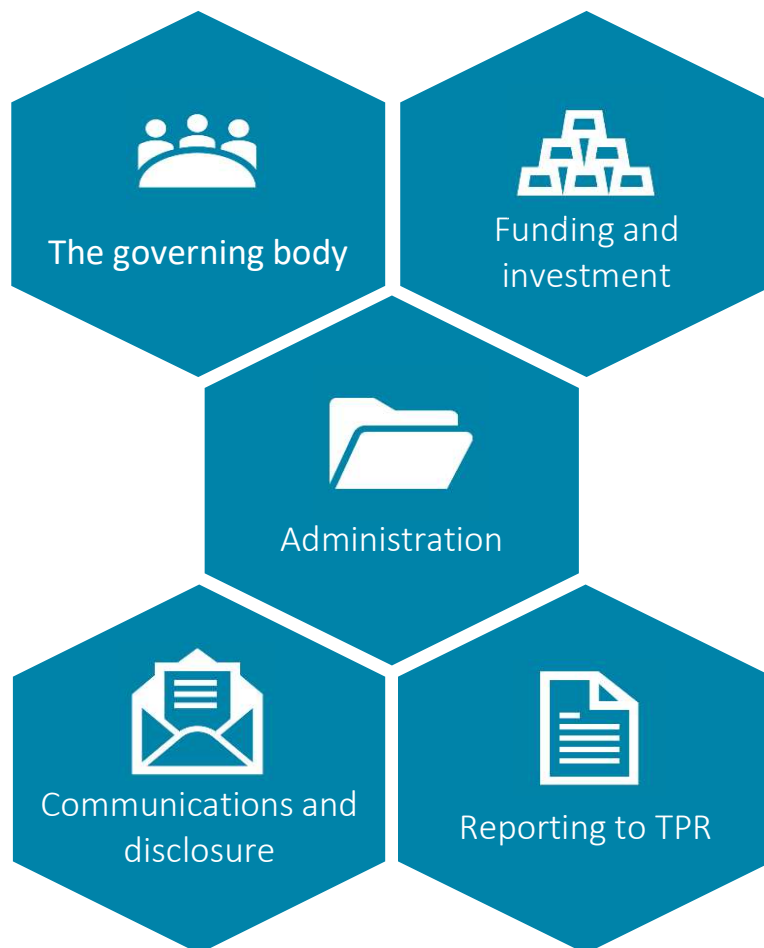 The governing body
Funding and
investment
Administration
Communications and
disclosure
Reporting to TPR